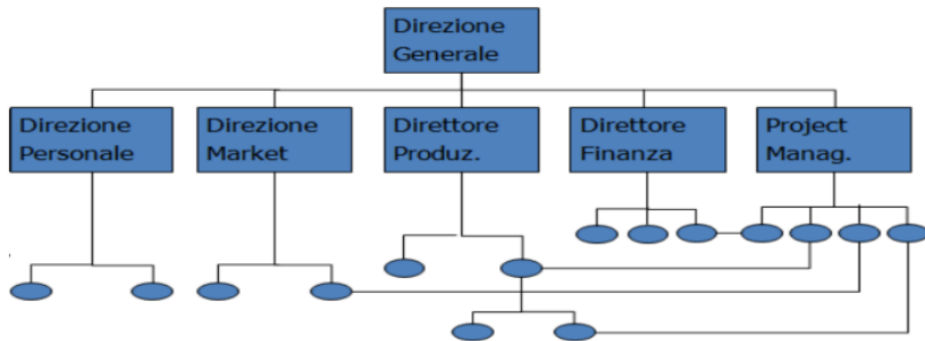 Direzione
Generale
Direzione
Personale
Direzione
Market
Direttore
Produz.
Direttore
Finanza
Project
Manag.